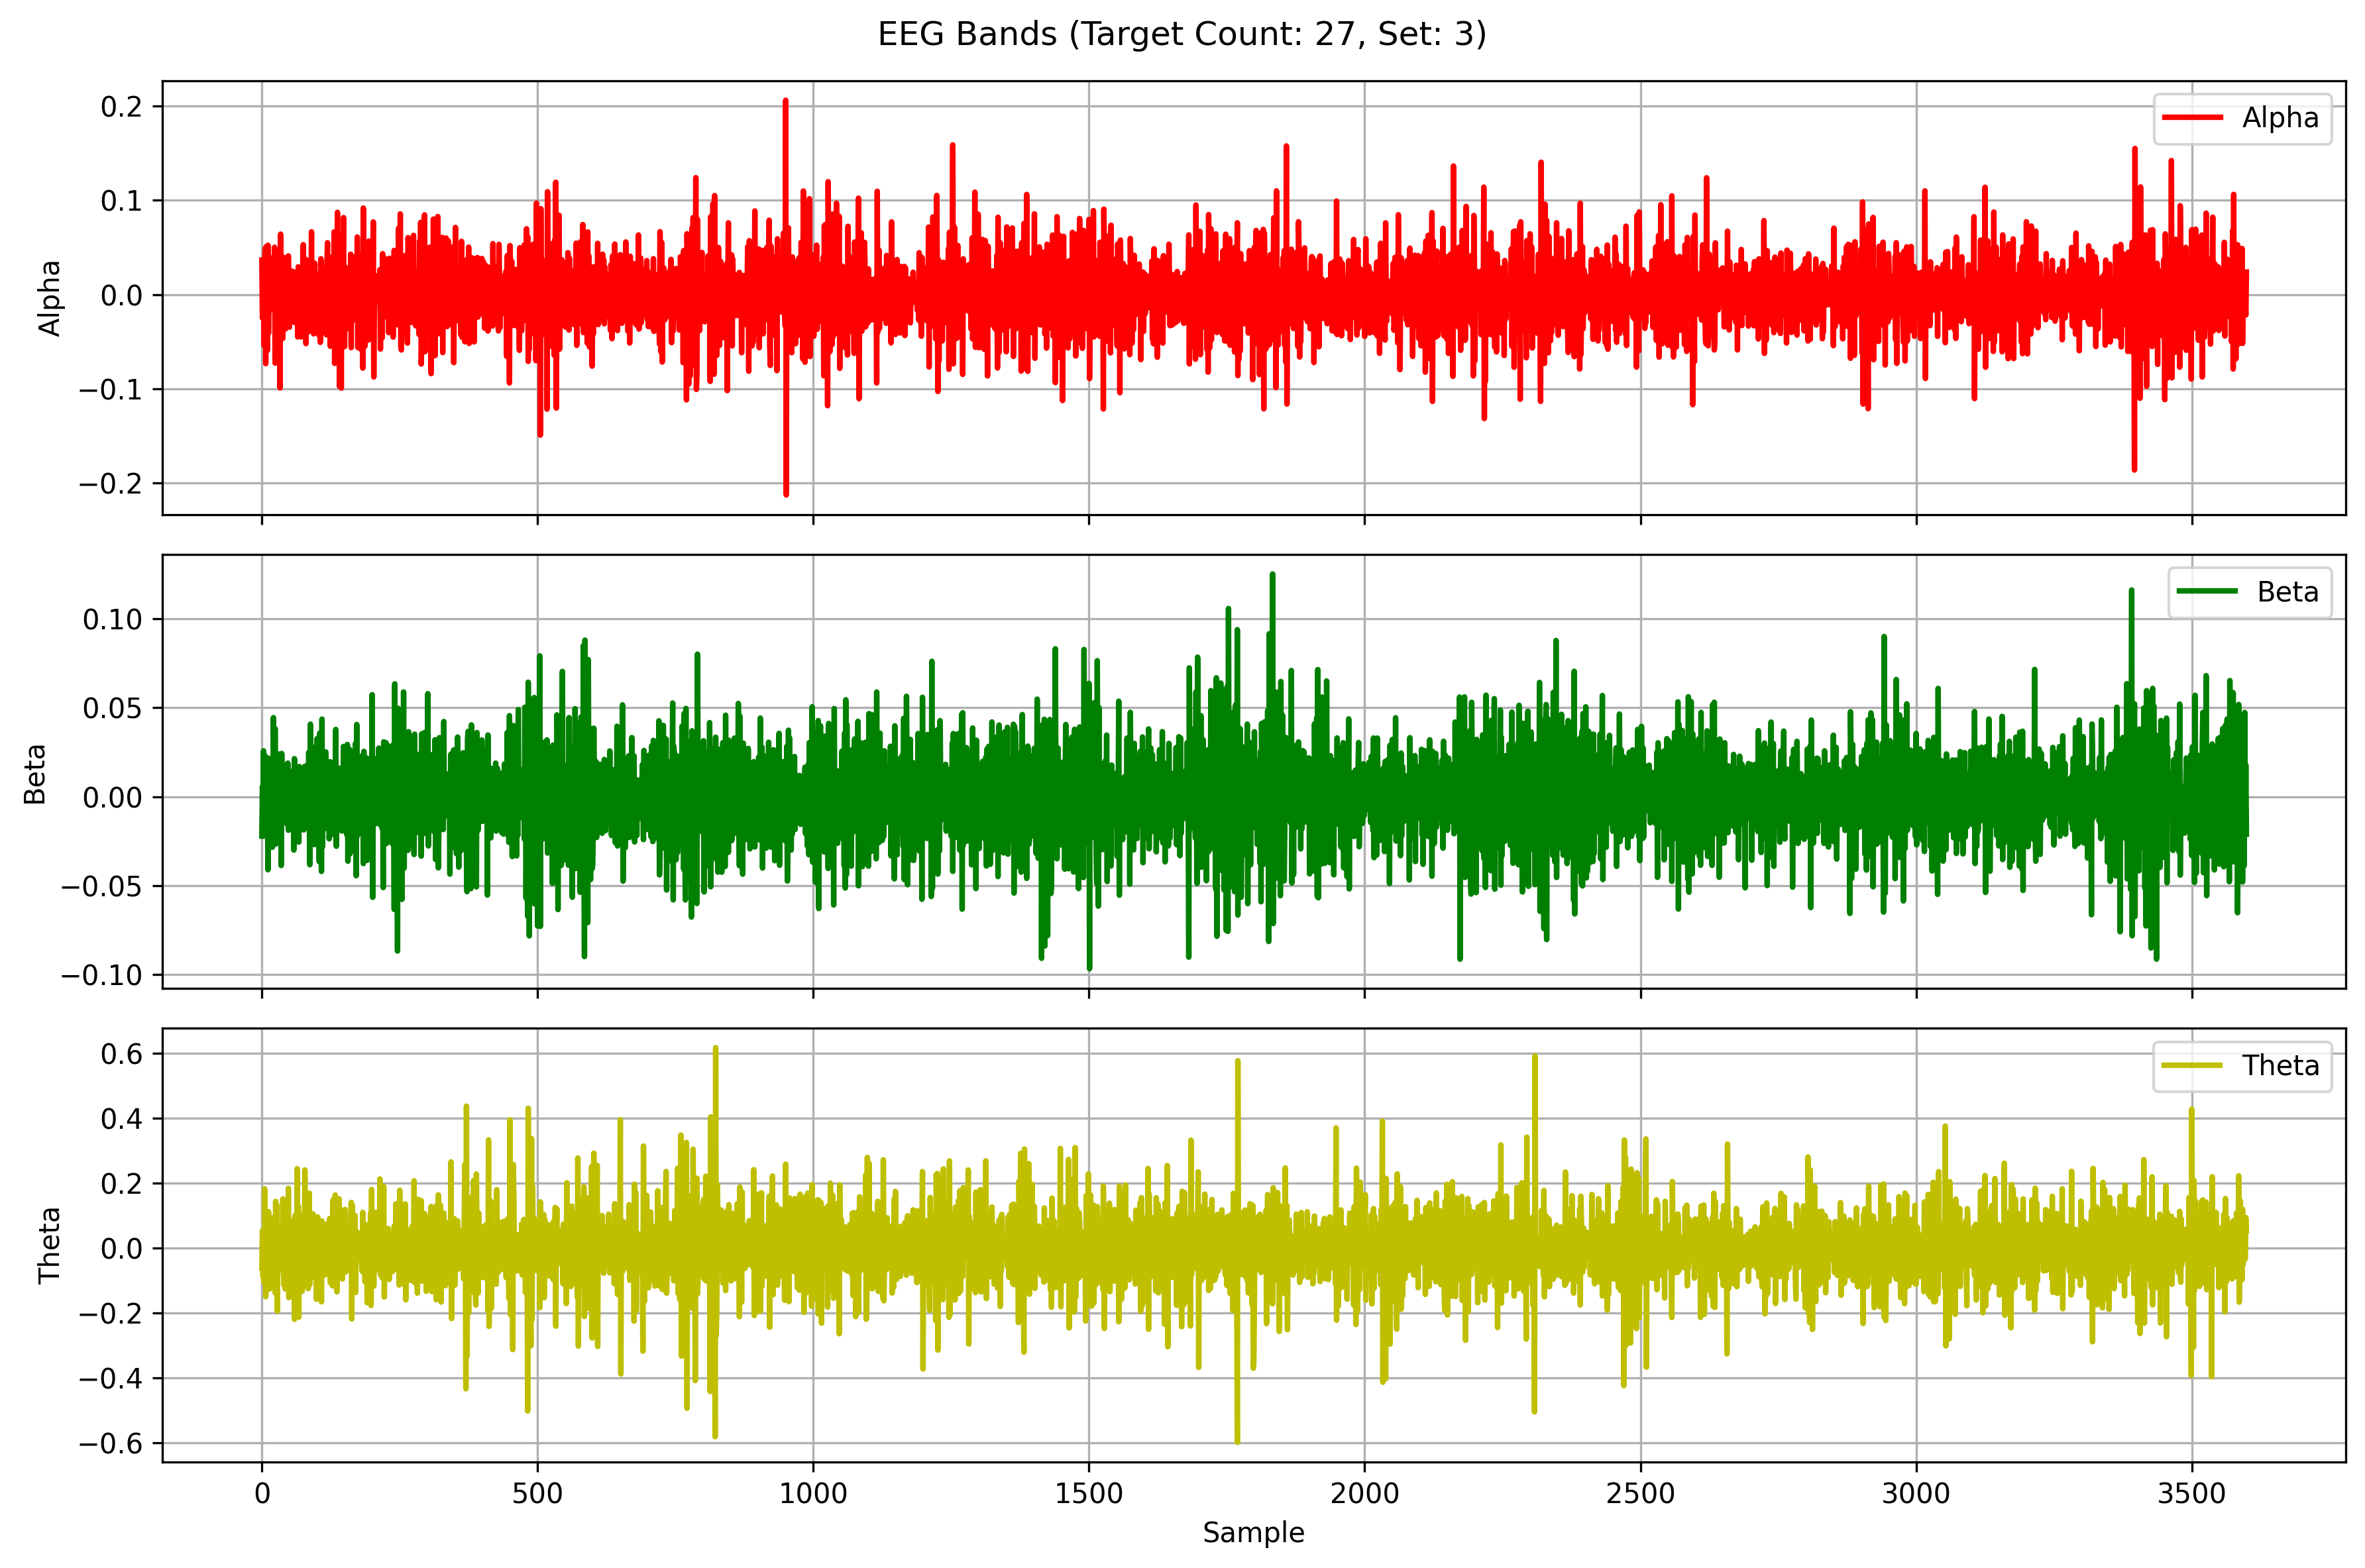 EEG Bands (Target Count: 27, Set: 3)
Alpha
0.2
0.1
0.0
−0.1
−0.2
Alpha
Beta
0.10
0.05
0.00
−0.05
−0.10
Beta
Theta
0.6
0.4
0.2
0.0
−0.2
−0.4
−0.6
Theta
0 500 1000 1500 2000 2500 3000 3500
Sample